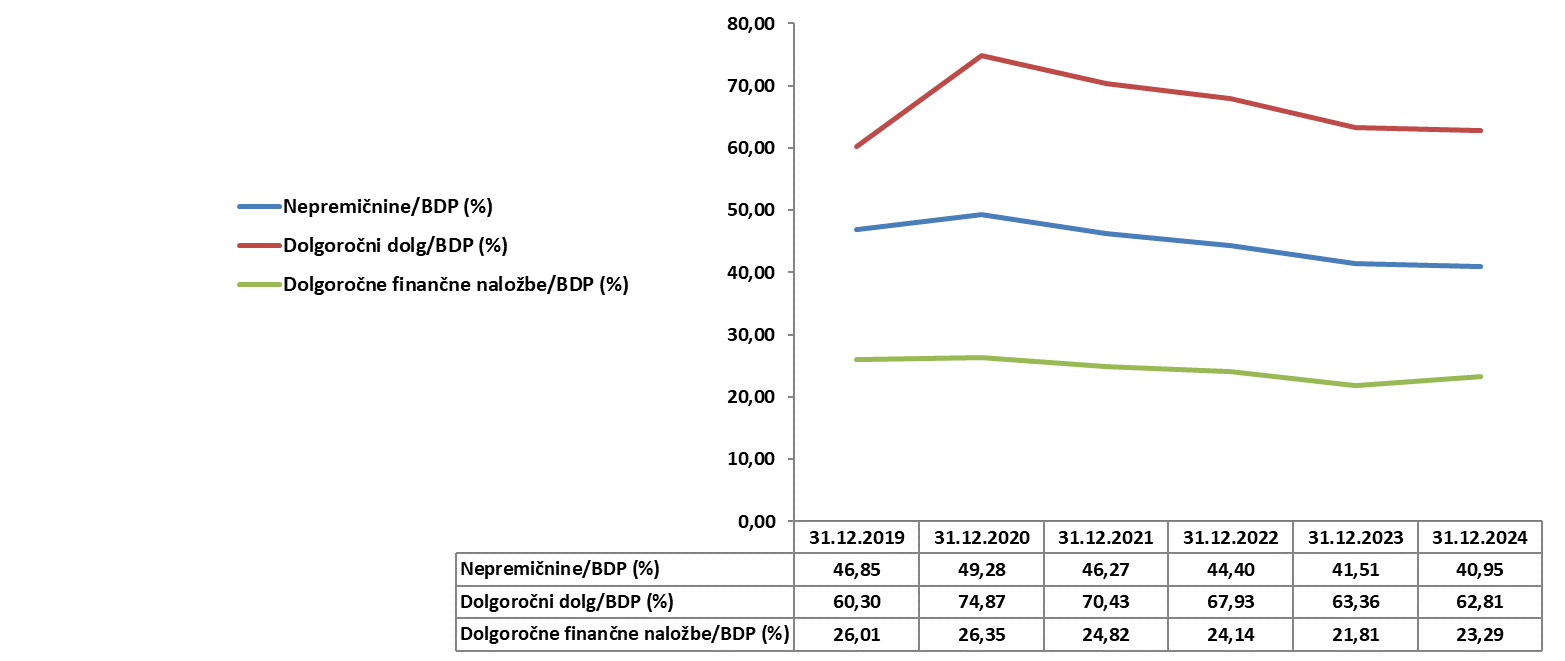 80,00
70,00
60,00
50,00
40,00
30,00
20,00
10,00
0,00
Nepremičnine/BDP (%)
Dolgoročni dolg/BDP (%)
Dolgoročne finančne naložbe/BDP (%)
31.12.2019 31.12.2020 31.12.2021 31.12.2022 31.12.2023 31.12.2024
Nepremičnine/BDP (%) 46,85 49,28 46,27 44,40 41,51 40,95
Dolgoročni dolg/BDP (%) 60,30 74,87 70,43 67,93 63,36 62,81
Dolgoročne finančne naložbe/BDP (%) 26,01 26,35 24,82 24,14 21,81 23,29